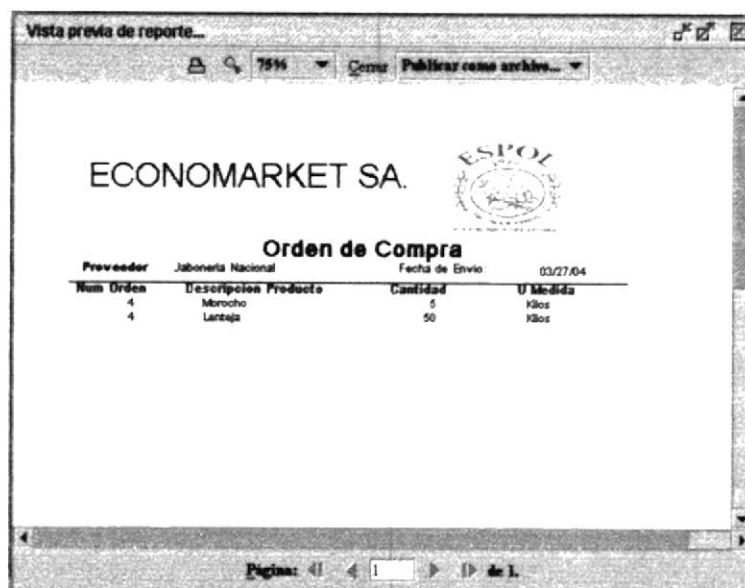 Vista previa de reporte...
75% Cerrar Publicar como archivo...
ECONOMARKET SA.
ESPOL
Orden de Compra
Proveedor Jaboneria Nacional Fecha de Envio 03/27/04
Num Orden Descripcion Producto Cantidad U Medida
4 Morocho 5 Kilos
4 Lenteja 50 Kilos
Página: 1 de 1.